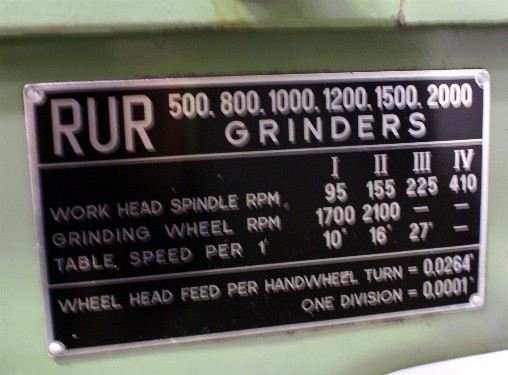 RUR 500, 800, 1000, 1200, 1500, 2000
GRINDERS
I II III IV
WORK HEAD SPINDLE RPM. 95 155 225 410
GRINDING WHEEL RPM 1700 2100 — —
TABLE SPEED PER 1' 10" 16" 27" —
WHEEL HEAD FEED PER HANDWHEEL TURN = 0,0264"
ONE DIVISION = 0,0001"